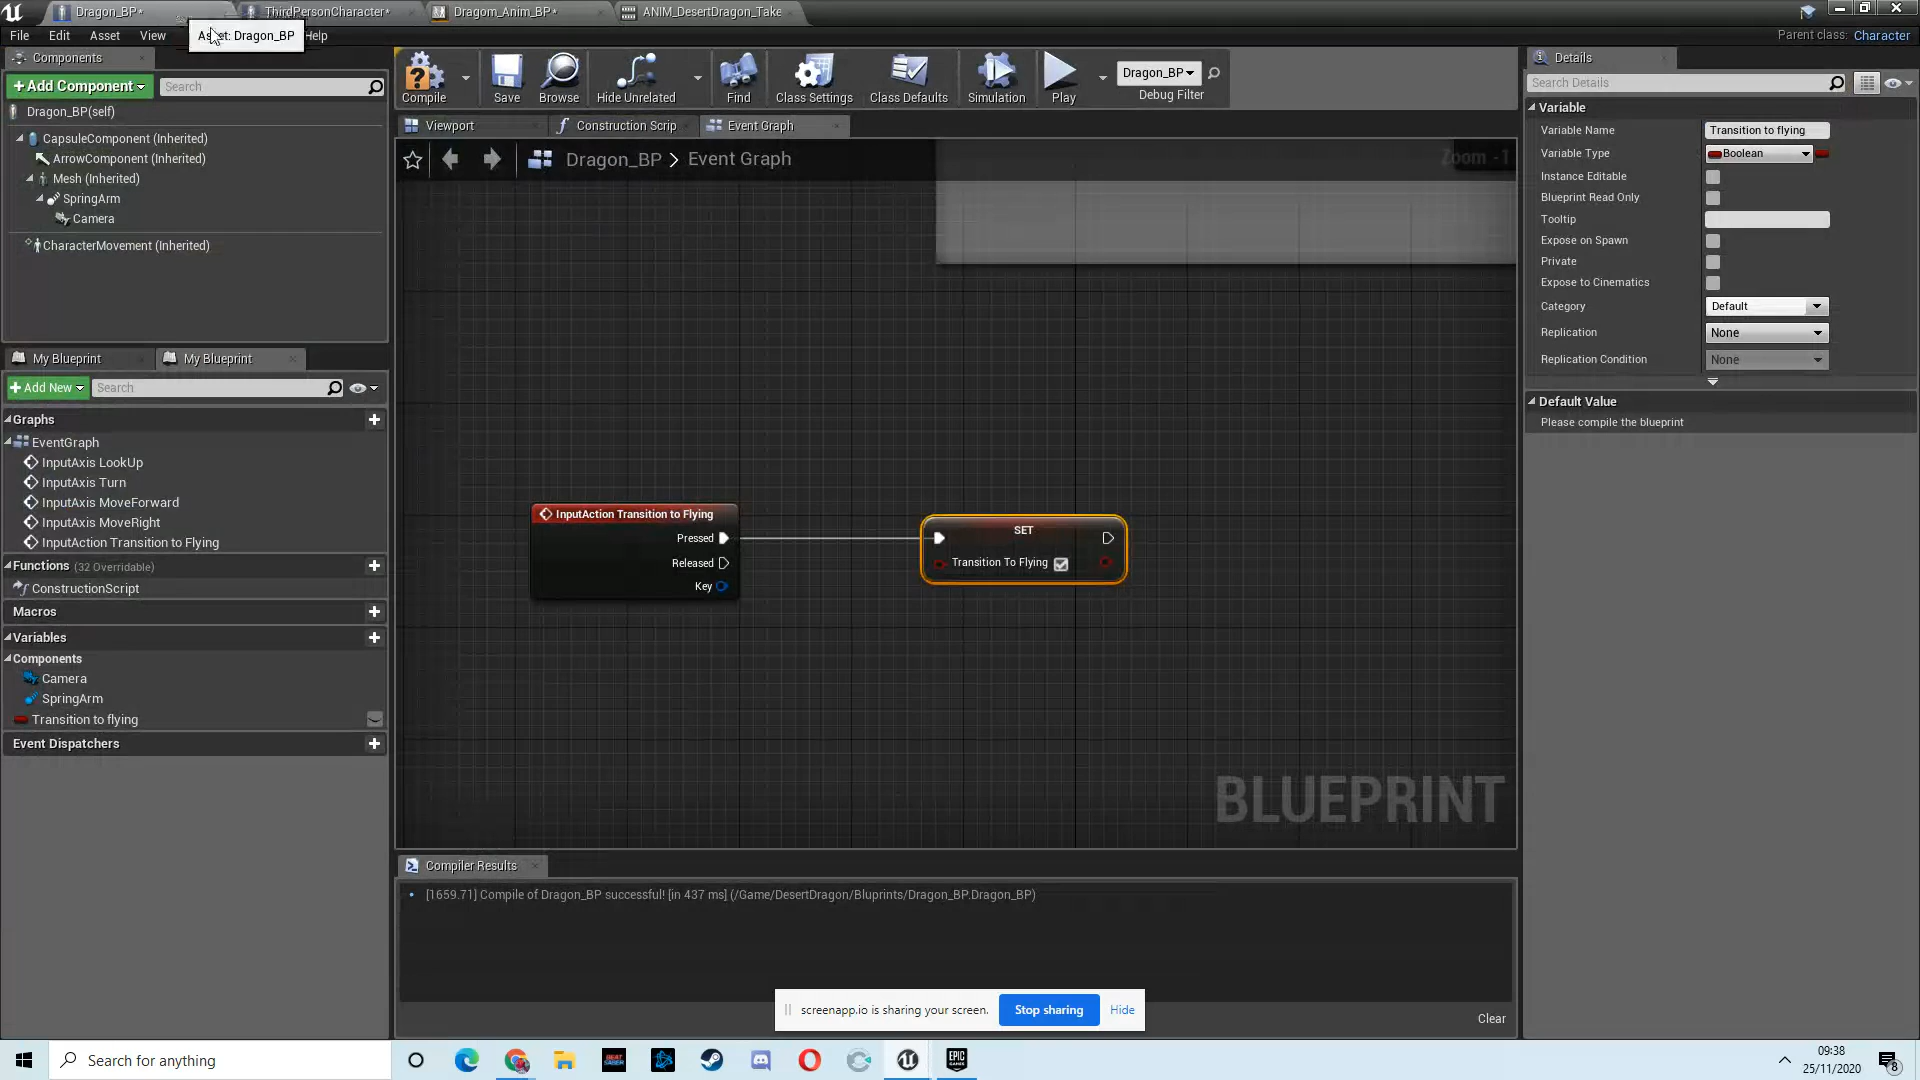 Dragon_BP*
ThirdPersonCharacter*
Dragom_Anim_BP*
ANIM_DesertDragon_Take
File
Edit
Asset
View
Asset: Dragon_BP
Help
Parent class: Character
Components
+Add Component
Search
Dragon_BP(self)
CapsuleComponent (Inherited)
ArrowComponent (Inherited)
Mesh (Inherited)
SpringArm
Camera
CharacterMovement (Inherited)
Compile
Save
Browse
Hide Unrelated
Find
Class Settings
Class Defaults
Simulation
Play
Dragon_BP
Debug Filter
Viewport
Construction Scrip
Event Graph
Dragon_BP > Event Graph
Zoom -1
InputAction Transition to Flying
Pressed
Released
Key
SET
Transition To Flying
BLUEPRINT
My Blueprint
My Blueprint
+Add New
Search
Graphs
EventGraph
InputAxis LookUp
InputAxis Turn
InputAxis MoveForward
InputAxis MoveRight
InputAction Transition to Flying
Functions (32 Overridable)
ConstructionScript
Macros
Variables
Components
Camera
SpringArm
Transition to flying
Event Dispatchers
Compiler Results
[1659.71] Compile of Dragon_BP successful! [in 437 ms] (/Game/DesertDragon/Bluprints/Dragon_BP.Dragon_BP)
Clear
screenapp.io is sharing your screen.
Stop sharing
Hide
Details
Search Details
Variable
Variable Name
Transition to flying
Variable Type
Boolean
Instance Editable
Blueprint Read Only
Tooltip
Expose on Spawn
Private
Expose to Cinematics
Category
Default
Replication
None
Replication Condition
None
Default Value
Please compile the blueprint
Search for anything
BEAT SABER
EPIC GAMES
09:38
25/11/2020
8